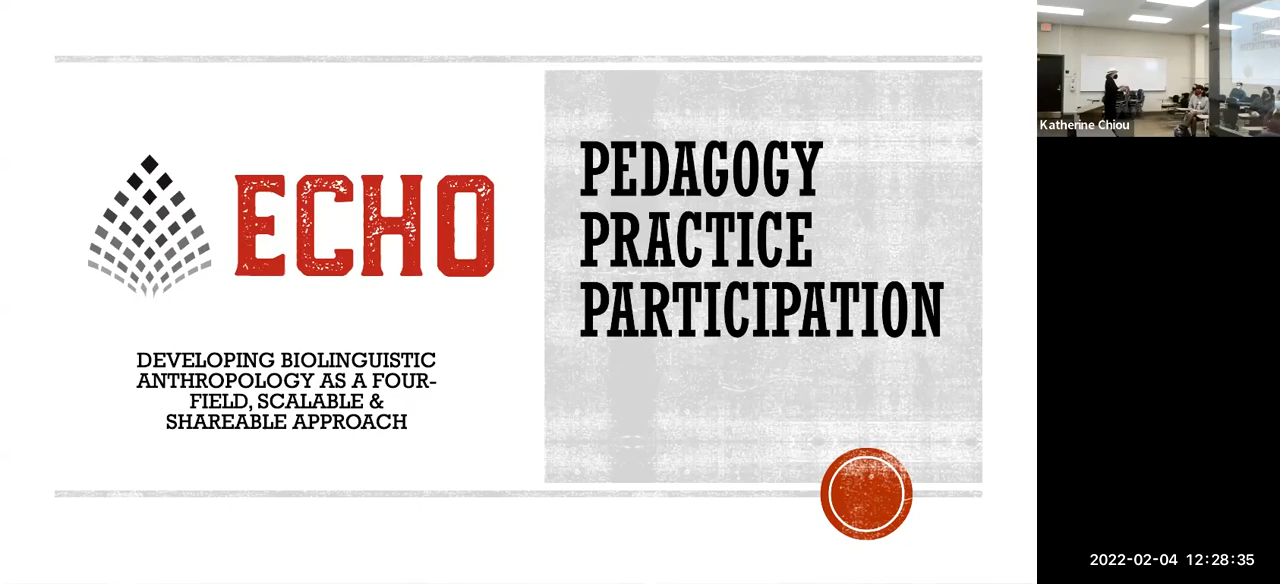 ECHO
DEVELOPING BIOLINGUISTIC
ANTHROPOLOGY AS A FOUR-
FIELD, SCALABLE &
SHAREABLE APPROACH
PEDAGOGY
PRACTICE
PARTICIPATION
Katherine Chiou
2022-02-04 12:28:35